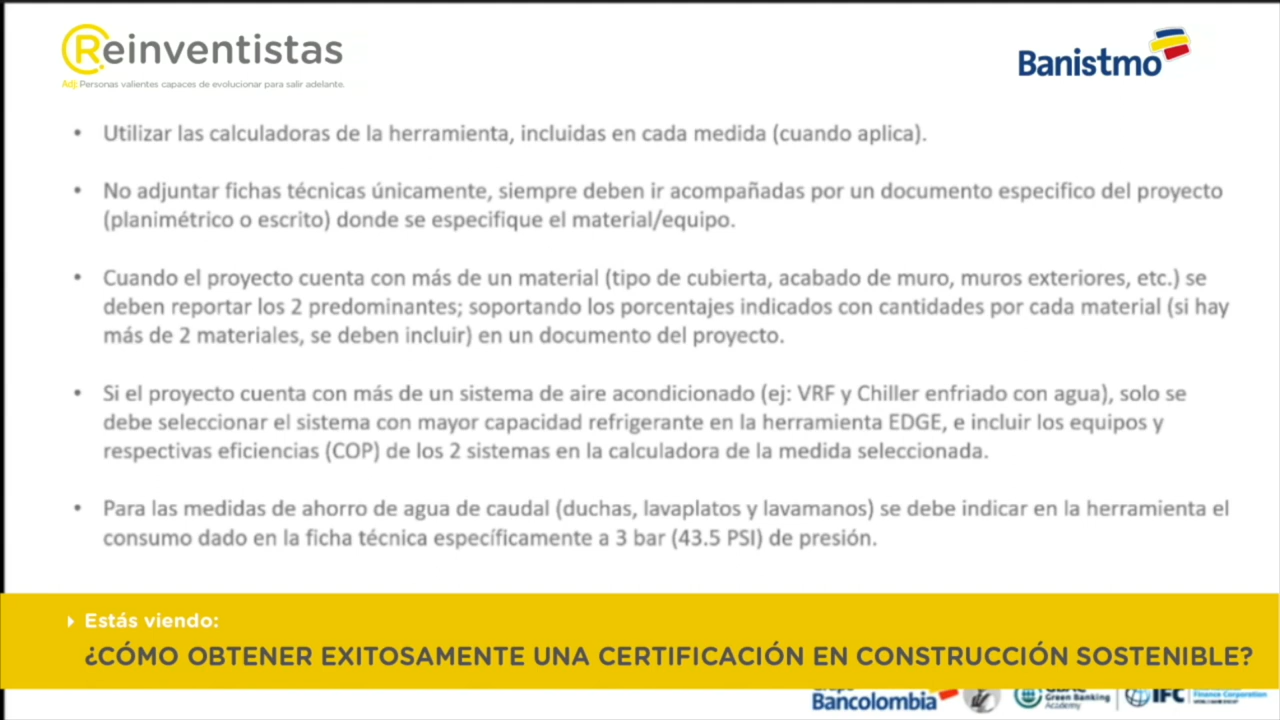 Reinventistas
Adj: Personas valientes capaces de evolucionar para salir adelante.
Banistmo
• Utilizar las calculadoras de la herramienta, incluidas en cada medida (cuando aplica).
• No adjuntar fichas técnicas únicamente, siempre deben ir acompañadas por un documento especifico del proyecto
(planimétrico o escrito) donde se especifique el material/equipo.
• Cuando el proyecto cuenta con más de un material (tipo de cubierta, acabado de muro, muros exteriores, etc.) se
deben reportar los 2 predominantes; soportando los porcentajes indicados con cantidades por cada material (si hay
más de 2 materiales, se deben incluir) en un documento del proyecto.
• Si el proyecto cuenta con más de un sistema de aire acondicionado (ej: VRF y Chiller enfriado con agua), solo se
debe seleccionar el sistema con mayor capacidad refrigerante en la herramienta EDGE, e incluir los equipos y
respectivas eficiencias (COP) de los 2 sistemas en la calculadora de la medida seleccionada.
• Para las medidas de ahorro de agua de caudal (duchas, lavaplatos y lavamanos) se debe indicar en la herramienta el
consumo dado en la ficha técnica específicamente a 3 bar (43.5 PSI) de presión.
Estás viendo:
¿CÓMO OBTENER EXITOSAMENTE UNA CERTIFICACIÓN EN CONSTRUCCIÓN SOSTENIBLE?
Bancolombia
Green Banking
Academy
IFC
Finance Corporation